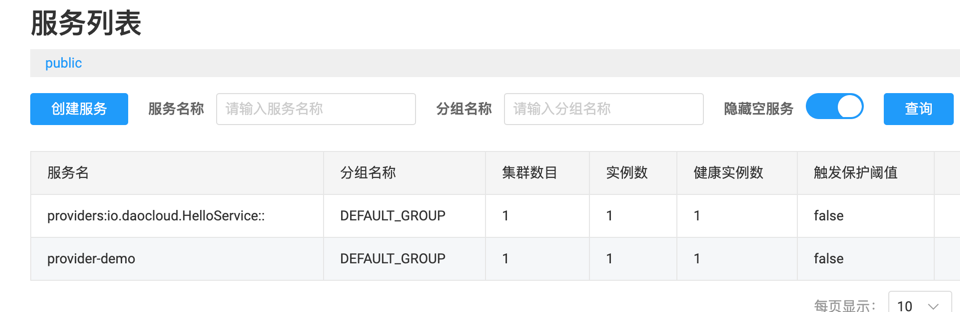 服务列表
public
创建服务 服务名称 请输入服务名称 分组名称 请输入分组名称 隐藏空服务 查询
服务名 分组名称 集群数目 实例数 健康实例数 触发保护阈值
providers:io.daocloud.HelloService:: DEFAULT_GROUP 1 1 1 false
provider-demo DEFAULT_GROUP 1 1 1 false
每页显示: 10